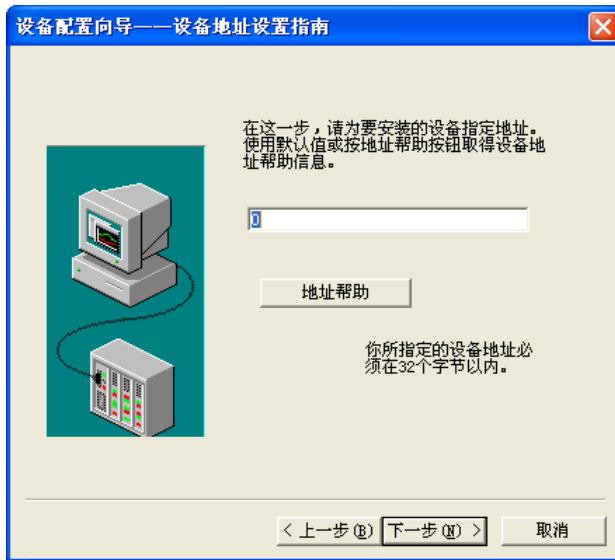 设备配置向导——设备地址设置指南
在这一步，请为要安装的设备指定地址。
使用默认值或按地址帮助按钮取得设备地
址帮助信息。
0
地址帮助
你所指定的设备地址必
须在32个字节以内。
< 上一步(B) 下一步(N) > 取消